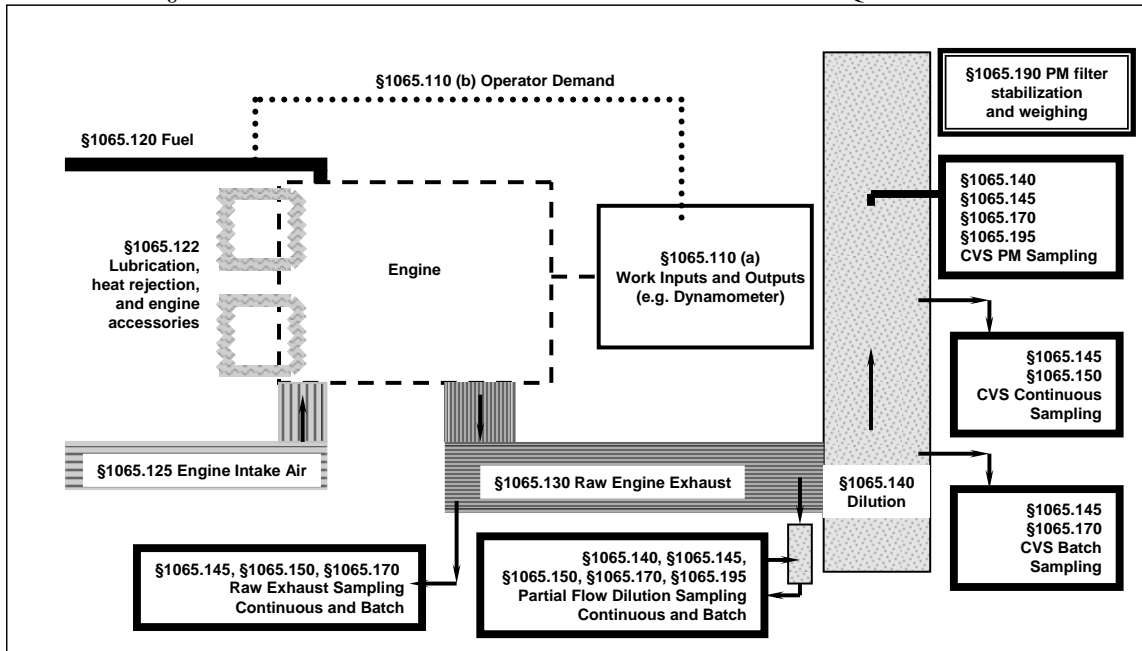 §1065.110 (b) Operator Demand
§1065.190 PM filter
stabilization
and weighing
§1065.120 Fuel
§1065.140
§1065.145
§1065.170
§1065.195
CVS PM Sampling
§1065.122
Lubrication,
heat rejection,
and engine
accessories
Engine
§1065.110 (a)
Work Inputs and Outputs
(e.g. Dynamometer)
§1065.145
§1065.150
CVS Continuous
Sampling
§1065.125 Engine Intake Air
§1065.130 Raw Engine Exhaust
§1065.140
Dilution
§1065.145
§1065.170
CVS Batch
Sampling
§1065.145, §1065.150, §1065.170
Raw Exhaust Sampling
Continuous and Batch
§1065.140, §1065.145,
§1065.150, §1065.170, §1065.195
Partial Flow Dilution Sampling
Continuous and Batch